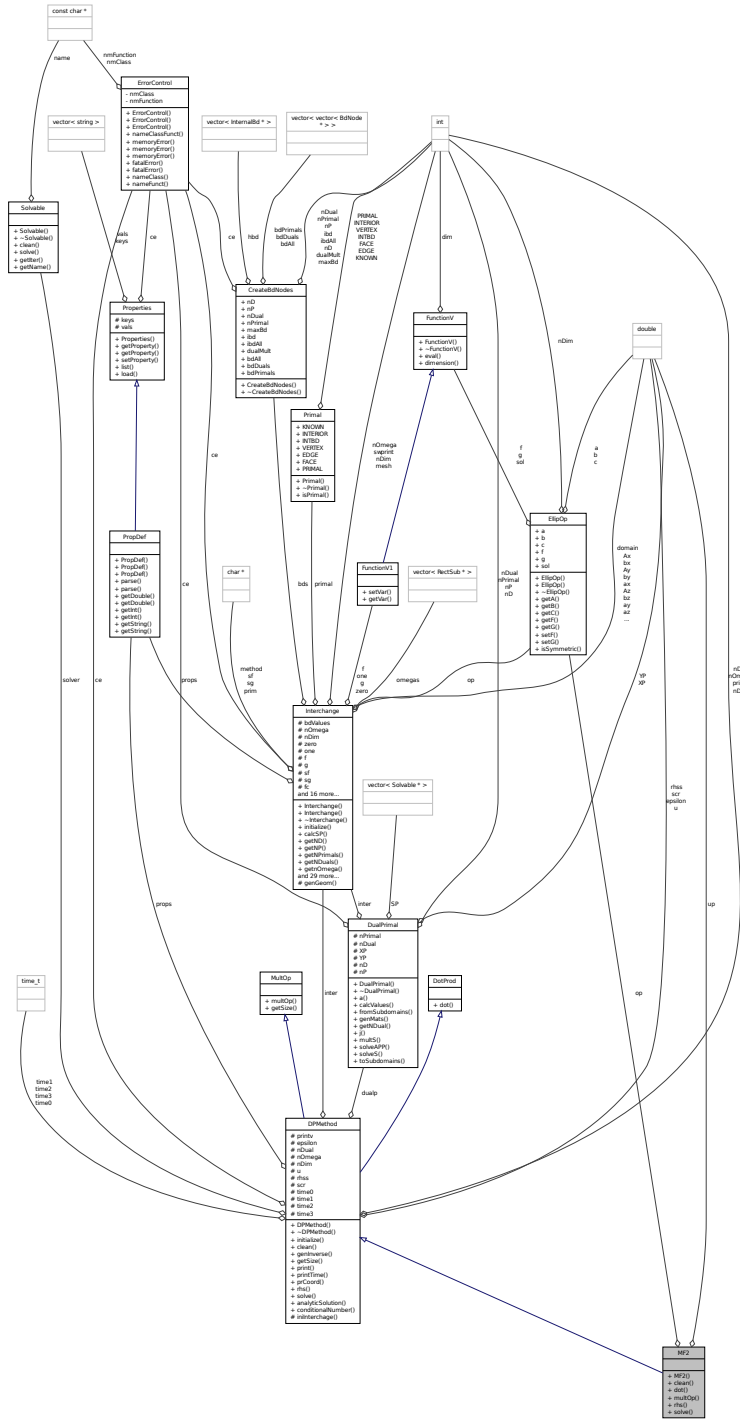 const char *
name
nmFunction
nmClass
ErrorControl
- nmClass
- nmFunction
+ ErrorControl()
+ ErrorControl()
+ ErrorControl()
+ nameClassFunct()
+ memoryError()
+ memoryError()
+ memoryError()
+ fatalError()
+ fatalError()
+ nameClass()
+ nameFunct()
vector< string >
vector< InternalBd * >
vector< vector< BdNode
* > >
int
Solvable
+ Solvable()
+ ~Solvable()
+ clean()
+ solve()
+ getIter()
+ getName()
vals
keys
ce
ce
hbd
bdPrimals
bdDuals
bdAll
nDual
nPrimal
nP
ibd
ibdAll
nD
dualMult
maxBd
PRIMAL
INTERIOR
VERTEX
INTBD
FACE
EDGE
KNOWN
dim
CreateBdNodes
+ nD
+ nP
+ nDual
+ nPrimal
+ maxBd
+ ibd
+ ibdAll
+ dualMult
+ bdAll
+ bdDuals
+ bdPrimals
+ CreateBdNodes()
+ ~CreateBdNodes()
Properties
# keys
# vals
+ Properties()
+ getProperty()
+ getProperty()
+ setProperty()
+ list()
+ load()
FunctionV
+ FunctionV()
+ ~FunctionV()
+ eval()
+ dimension()
double
nDim
Primal
+ KNOWN
+ INTERIOR
+ INTBD
+ VERTEX
+ EDGE
+ FACE
+ PRIMAL
+ Primal()
+ ~Primal()
+ isPrimal()
ce
nOmega
swprint
nDim
mesh
f
g
sol
a
b
c
EllipOp
+ a
+ b
+ c
+ f
+ g
+ sol
+ EllipOp()
+ EllipOp()
+ ~EllipOp()
+ getA()
+ getB()
+ getC()
+ getF()
+ getG()
+ setF()
+ setG()
+ isSymmetric()
PropDef
+ PropDef()
+ PropDef()
+ PropDef()
+ parse()
+ parse()
+ getDouble()
+ getDouble()
+ getInt()
+ getInt()
+ getString()
+ getString()
char *
FunctionV1
+ setVar()
+ getVar()
vector< RectSub * >
ce
bds
primal
nDual
nPrimal
nP
nD
domain
Ax
bx
Ay
by
ax
Az
bz
ay
az
...
solver
ce
props
method
sf
sg
prim
f
one
g
zero
omegas
op
YP
XP
Interchange
# bdValues
# nOmega
# nDim
# zero
# one
# f
# g
# sf
# sg
# fc
and 16 more...
+ Interchange()
+ Interchange()
+ ~Interchange()
+ initialize()
+ calcSP()
+ getND()
+ getNP()
+ getNPrimals()
+ getNDuals()
+ getnOmega()
and 29 more...
# genGeom()
vector< Solvable * >
rhss
scr
epsilon
u
props
inter
SP
up
DualPrimal
# nPrimal
# nDual
# XP
# YP
# nD
# nP
+ DualPrimal()
+ ~DualPrimal()
+ a()
+ calcValues()
+ fromSubdomains()
+ genMats()
+ getNDual()
+ j()
+ multS()
+ solveAPP()
+ solveS()
+ toSubdomains()
time_t
MultOp
+ multOp()
+ getSize()
DotProd
+ dot()
inter
op
time1
time2
time3
time0
dualp
DPMethod
# printv
# epsilon
# nDual
# nOmega
# nDim
# u
# rhss
# scr
# time0
# time1
# time2
# time3
+ DPMethod()
+ ~DPMethod()
+ initialize()
+ clean()
+ genInverse()
+ getSize()
+ print()
+ printTime()
+ prCoord()
+ rhs()
+ solve()
+ analyticSolution()
+ conditionalNumber()
# iniInterchage()
MF2
+ MF2()
+ clean()
+ dot()
+ multOp()
+ rhs()
+ solve()